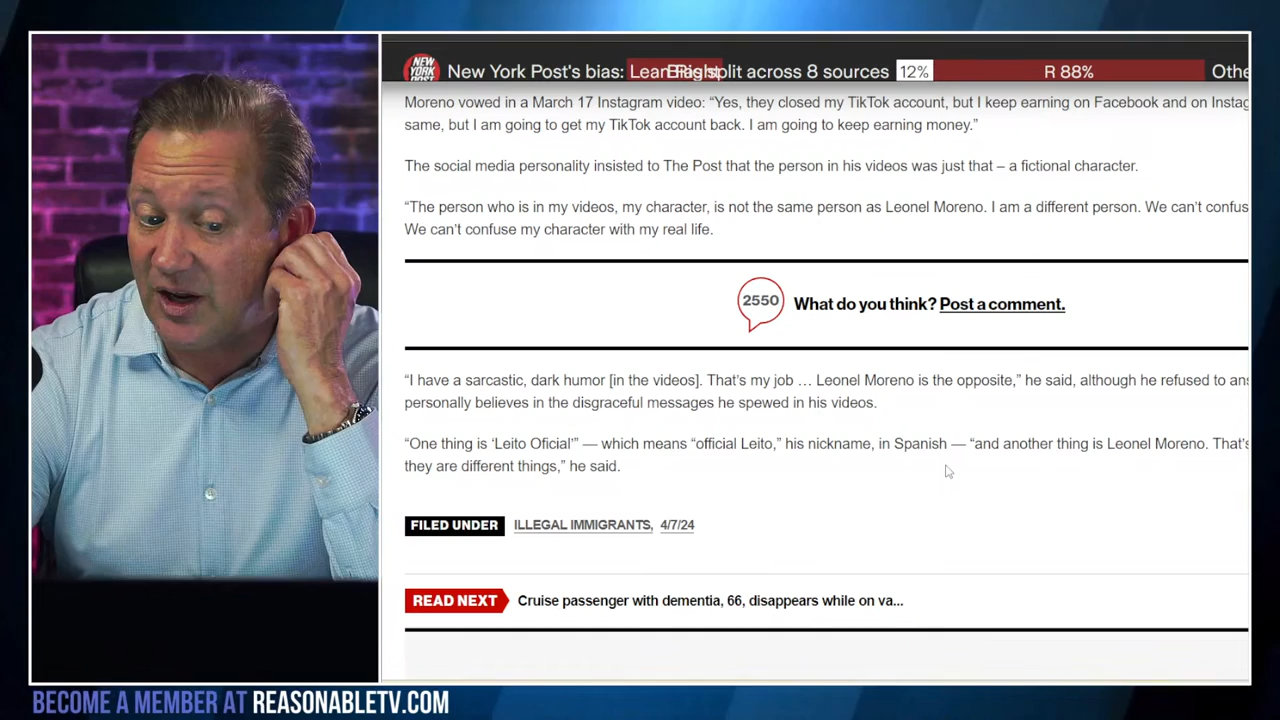 NEW YORK POST
New York Post's bias: Lean Right
Bias split across 8 sources
12%
R 88%
Othe
Moreno vowed in a March 17 Instagram video: “Yes, they closed my TikTok account, but I keep earning on Facebook and on Instag
same, but I am going to get my TikTok account back. I am going to keep earning money.”
The social media personality insisted to The Post that the person in his videos was just that – a fictional character.
“The person who is in my videos, my character, is not the same person as Leonel Moreno. I am a different person. We can’t confus
We can’t confuse my character with my real life.
2550
What do you think? Post a comment.
“I have a sarcastic, dark humor [in the videos]. That’s my job … Leonel Moreno is the opposite,” he said, although he refused to ans
personally believes in the disgraceful messages he spewed in his videos.
“One thing is ‘Leito Oficial’” — which means “official Leito,” his nickname, in Spanish — “and another thing is Leonel Moreno. That’s
they are different things,” he said.
FILED UNDER ILLEGAL IMMIGRANTS, 4/7/24
READ NEXT Cruise passenger with dementia, 66, disappears while on va...
BECOME A MEMBER AT REASONABLETV.COM